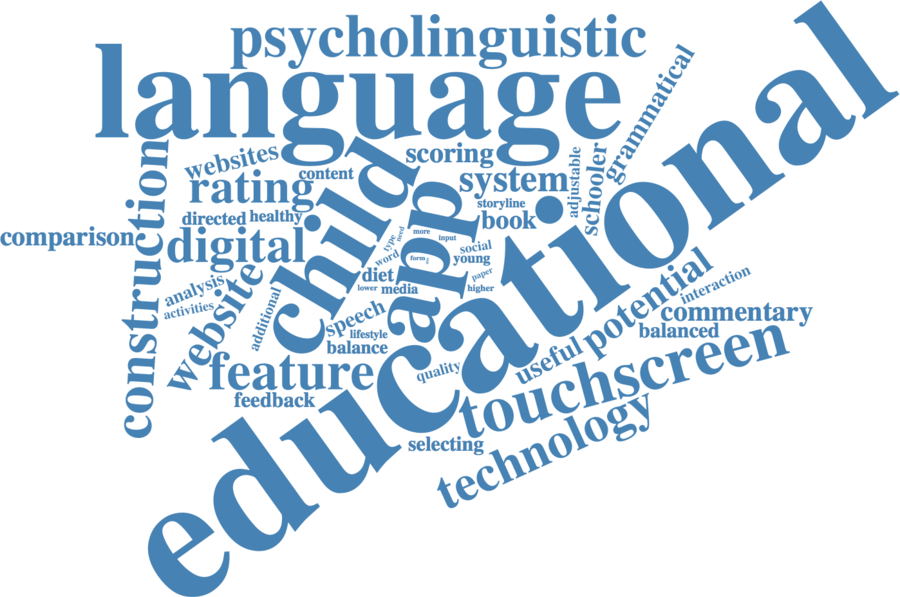 psycholinguistic
language
educational
grammatical
construction
websites
content
child
scoring
rating
system
adjustable
schooler
directed
healthy
storyline
book
app
comparison
digital
more
need
input
type
social
word
form
young
diet
paper
lower
media
higher
analysis
activities
website
additional
speech
lifestyle
balance
potential
interaction
commentary
balanced
useful
touchscreen
feature
quality
feedback
selecting
technology